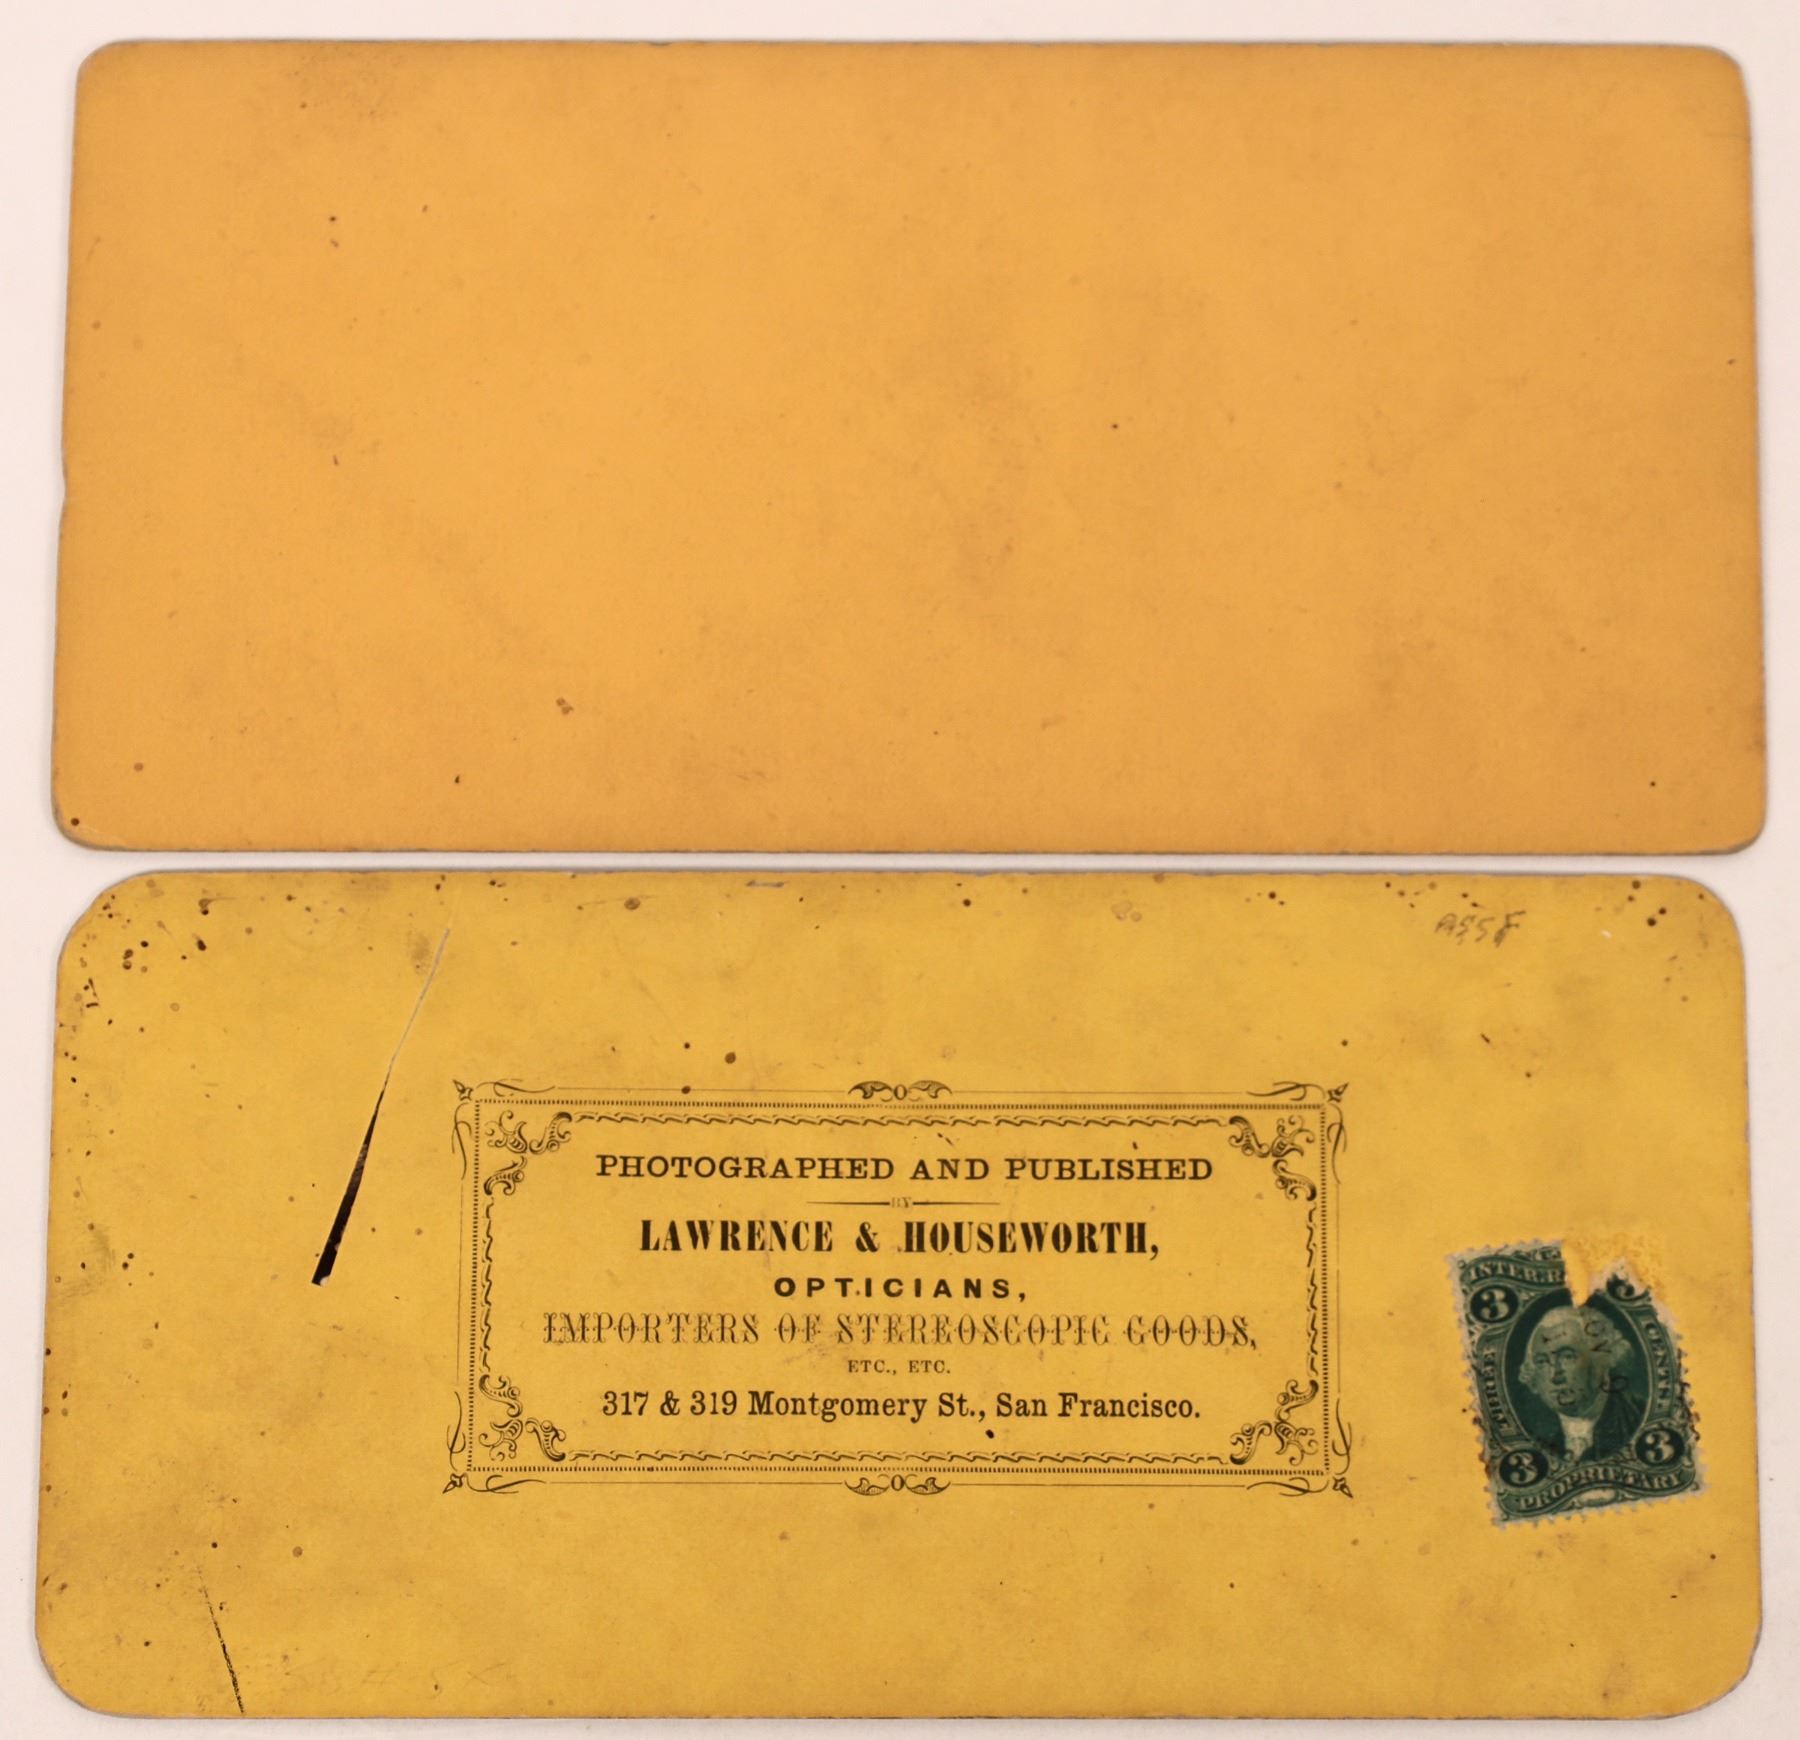 PHOTOGRAPHED AND PUBLISHED
BY
LAWRENCE & HOUSEWORTH,
OPTICIANS,
IMPORTERS OF STEREOSCOPIC GOODS,
ETC., ETC.
317 & 319 Montgomery St., San Francisco.
INTER. R
3
THREE
CENTS.
3 3
PROPRIETARY